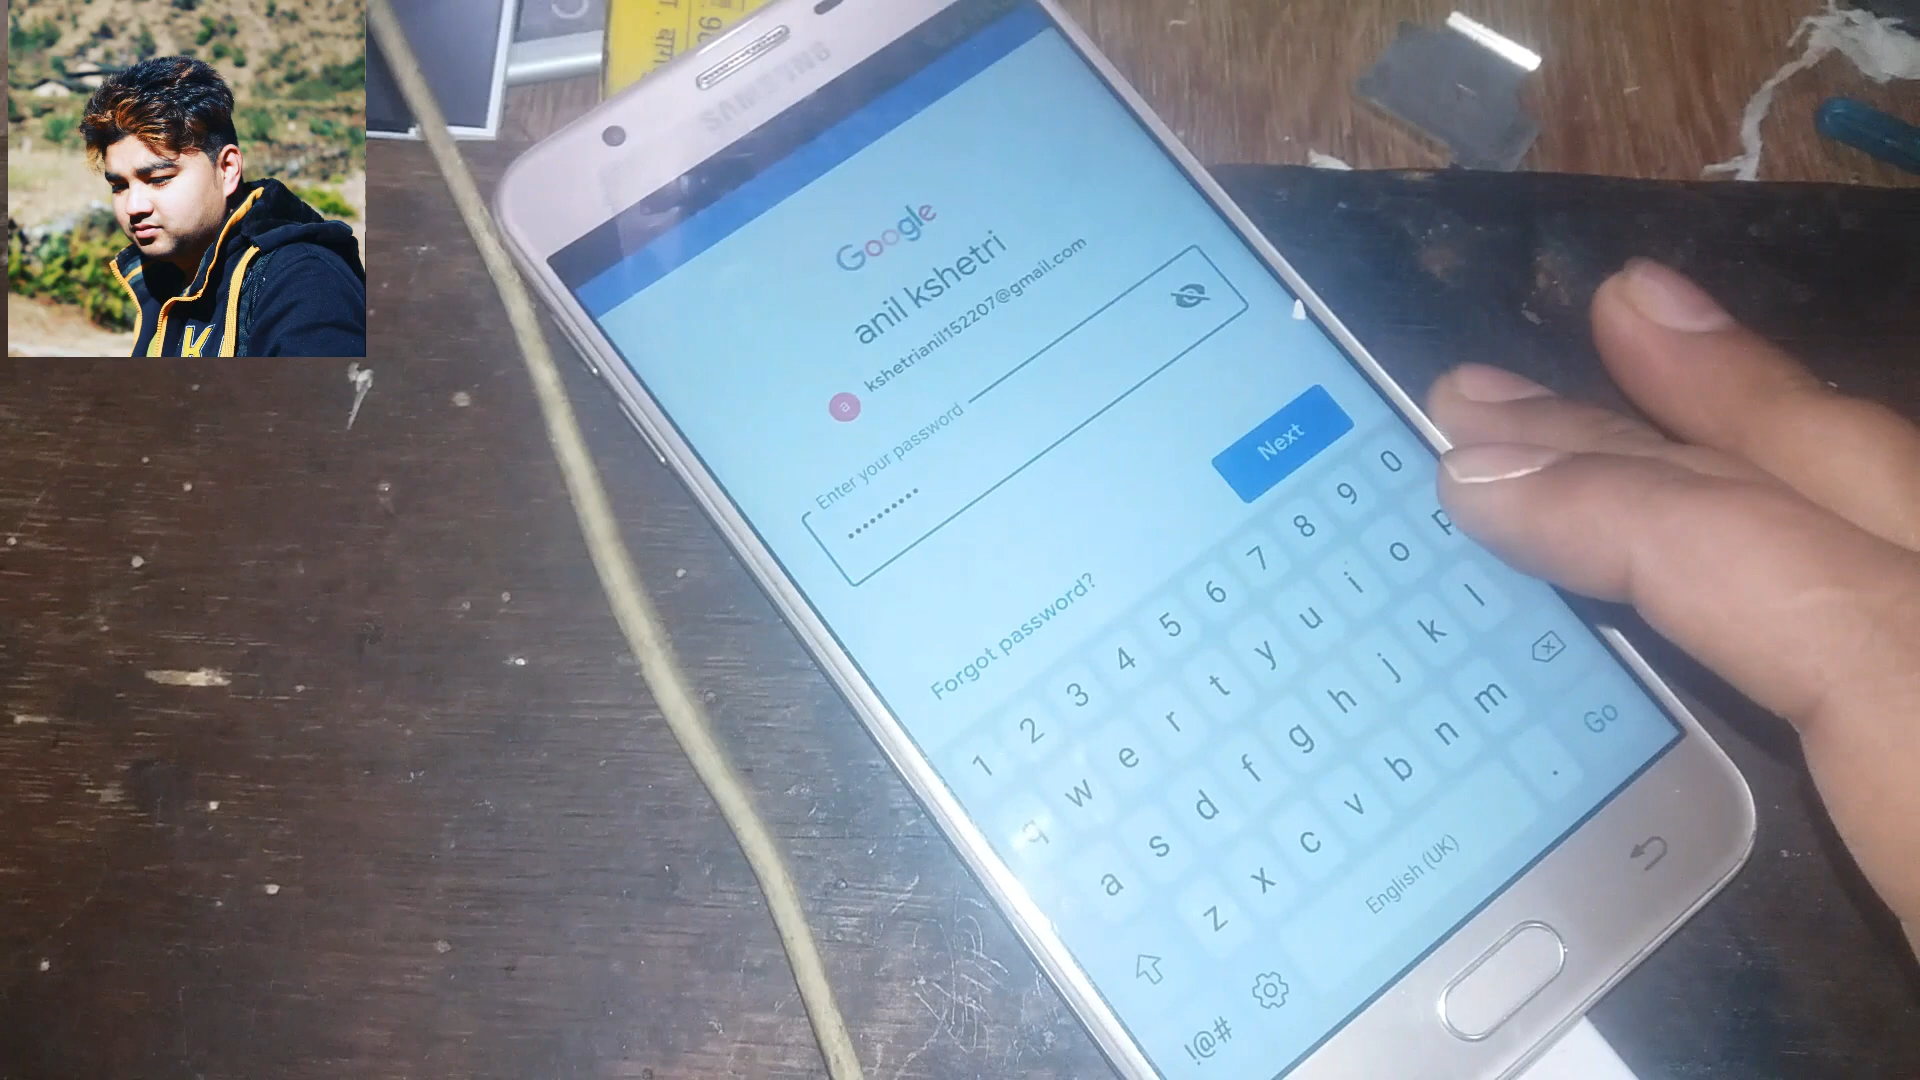 SAMSUNG
Google
anil kshetri
a kshetrianil152207@gmail.com
Enter your password
••••••••••
Next
Forgot password?
1 2 3 4 5 6 7 8 9 0
q w e r t y u i o p
a s d f g h j k l
z x c v b n m
!@# English (UK) . Go
K